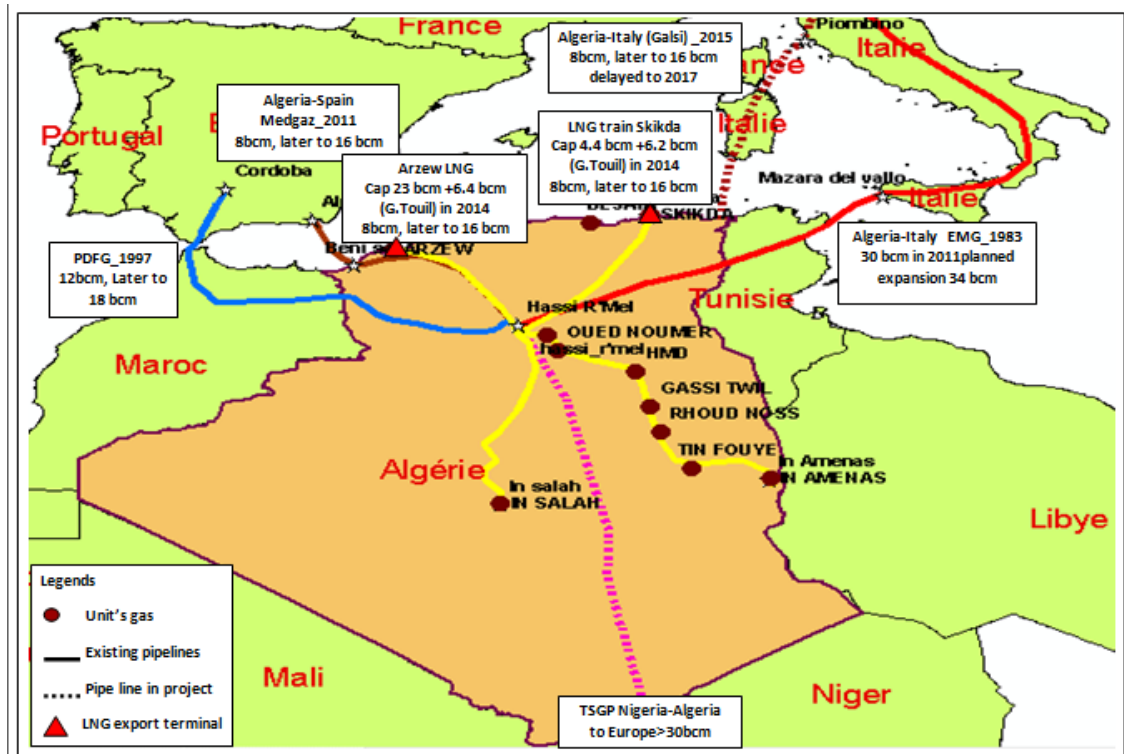 France
Piombino
Italie
Algeria-Italy (Galsi) _2015
8bcm, later to 16 bcm
delayed to 2017
Algeria-Spain
Medgaz_2011
8bcm, later to 16 bcm
LNG train Skikda
Cap 4.4 bcm +6.2 bcm
(G.Touil) in 2014
8bcm, later to 16 bcm
Italie
Portugal
Cordoba
Arzew LNG
Cap 23 bcm +6.4 bcm
(G.Touil) in 2014
8bcm, later to 16 bcm
Mazara del vallo
Italie
SKIKDA
ARZEW
PDFG_1997
12bcm, Later to
18 bcm
Algeria-Italy EMG_1983
30 bcm in 2011planned
expansion 34 bcm
Tunisie
Hassi R'Mel
OUED NOUMER
hassi_r'mel
HMD
Maroc
GASSI TWIL
RHOUD NOSS
TIN FOUYE
Algérie
In Amenas
IN AMENAS
In salah
IN SALAH
Libye
Legends
Unit's gas
Existing pipelines
Pipe line in project
LNG export terminal
Mali
Niger
TSGP Nigeria-Algeria
to Europe>30bcm